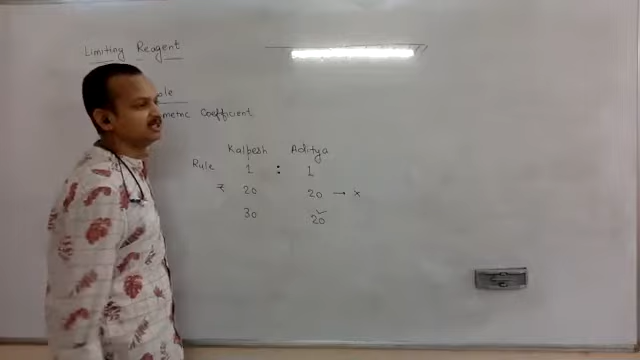 Limiting Reagent
ole
metric Coefficient
Kalpesh Aditya
Rule 1 : 1
₹ 20 20 → x
30 20